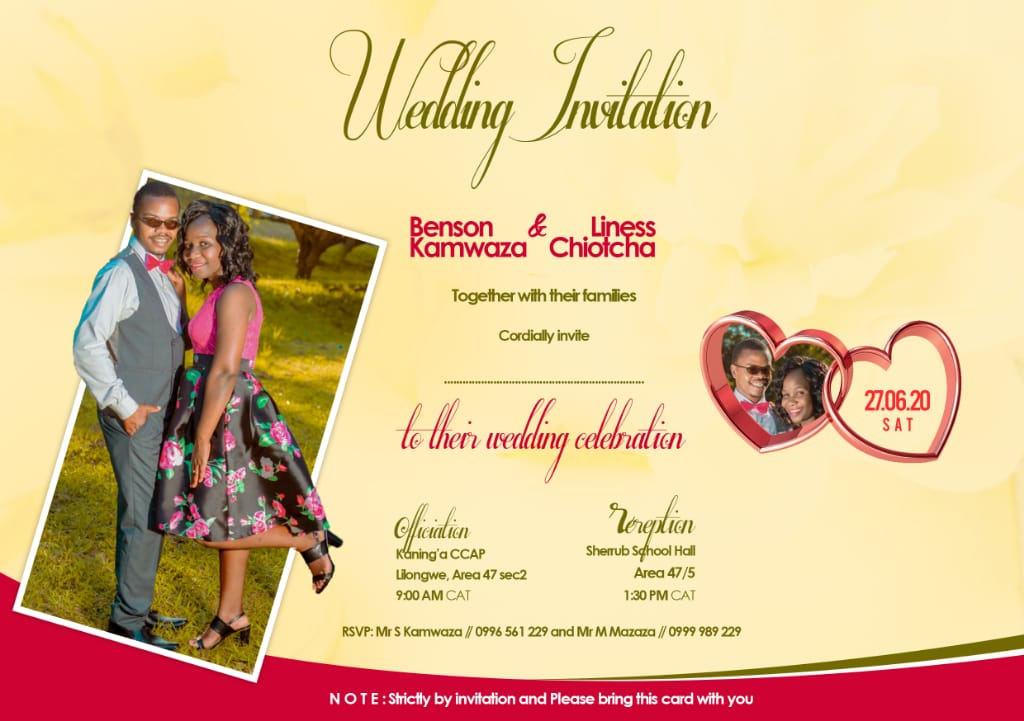 Wedding Invitation
Benson & Liness
Kamwaza Chiotcha
Together with their families
Cordially invite
to their wedding celebration
27.06.20
SAT
Officiation
Kaning'a CCAP
Lilongwe, Area 47 sec2
9:00 AM CAT
Réception
Sherrub School Hall
Area 47/5
1:30 PM CAT
RSVP: Mr S Kamwaza // 0996 561 229 and Mr M Mazaza // 0999 989 229
NOTE: Strictly by invitation and Please bring this card with you